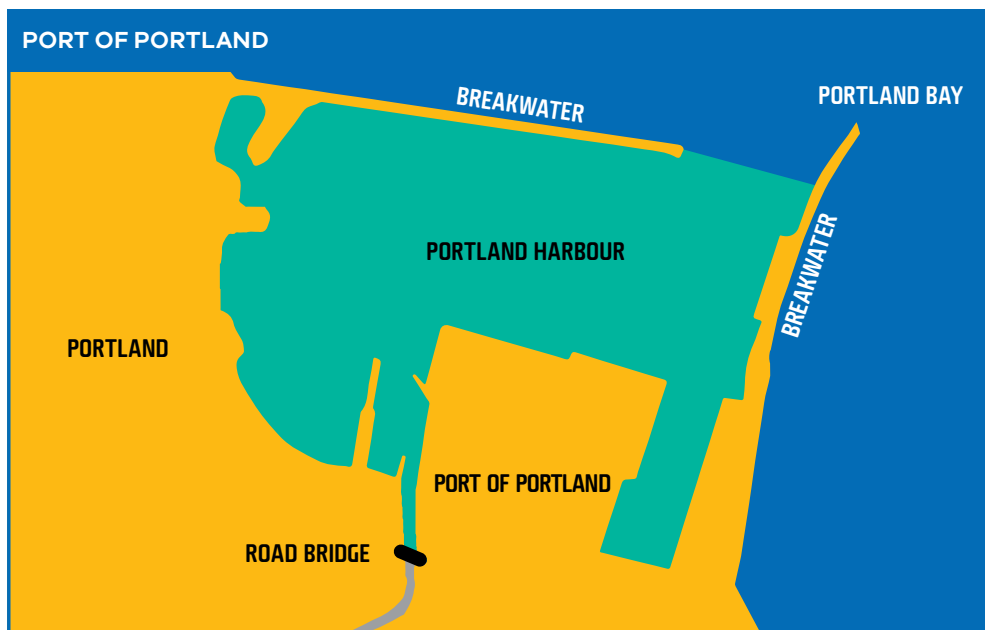 PORT OF PORTLAND
BREAKWATER
PORTLAND BAY
PORTLAND HARBOUR
BREAKWATER
PORTLAND
PORT OF PORTLAND
ROAD BRIDGE